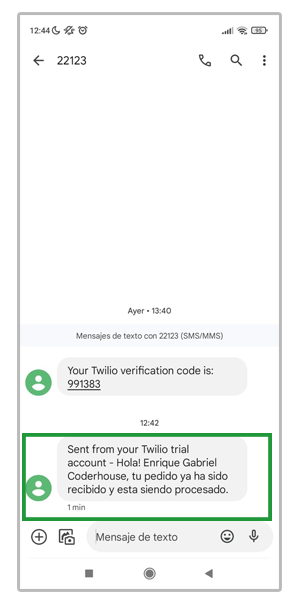 12:44
95
22123
Ayer • 13:40
Mensajes de texto con 22123 (SMS/MMS)
Your Twilio verification code is:
991383
12:42
Sent from your Twilio trial
account - Hola! Enrique Gabriel
Coderhouse, tu pedido ya ha sido
recibido y esta siendo procesado.
1 min
Mensaje de texto